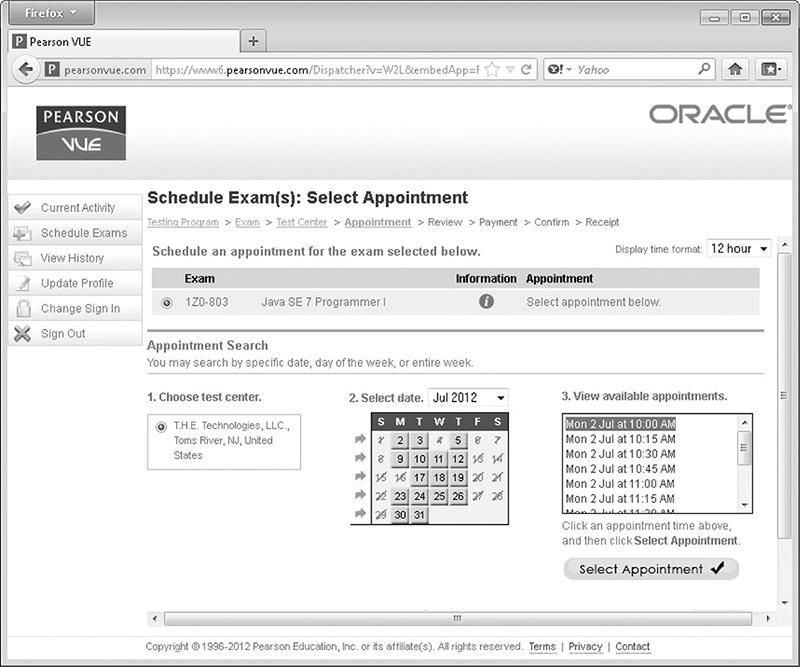 Firefox
Pearson VUE
pearsonvue.com https://www6.pearsonvue.com/Dispatcher?v=W2L&embedApp=F Yahoo
PEARSON
VUE
ORACLE
Schedule Exam(s): Select Appointment
Testing Program > Exam > Test Center > Appointment > Review > Payment > Confirm > Receipt
Current Activity
Schedule Exams
View History
Update Profile
Change Sign In
Sign Out
Schedule an appointment for the exam selected below. Display time format: 12 hour
Exam Information Appointment
1Z0-803 Java SE 7 Programmer I Select appointment below.
Appointment Search
You may search by specific date, day of the week, or entire week.
1. Choose test center.
T.H.E. Technologies, LLC.,
Toms River, NJ, United
States
2. Select date. Jul 2012
S M T W T F S
1 2 3 4 5 6 7
8 9 10 11 12 13 14
15 16 17 18 19 20 21
22 23 24 25 26 27 28
29 30 31
3. View available appointments.
Mon 2 Jul at 10:00 AM
Mon 2 Jul at 10:15 AM
Mon 2 Jul at 10:30 AM
Mon 2 Jul at 10:45 AM
Mon 2 Jul at 11:00 AM
Mon 2 Jul at 11:15 AM
Mon 2 Jul at 11:30 AM
Click an appointment time above,
and then click Select Appointment.
Select Appointment
Copyright © 1996-2012 Pearson Education, Inc. or its affiliate(s). All rights reserved. Terms | Privacy | Contact